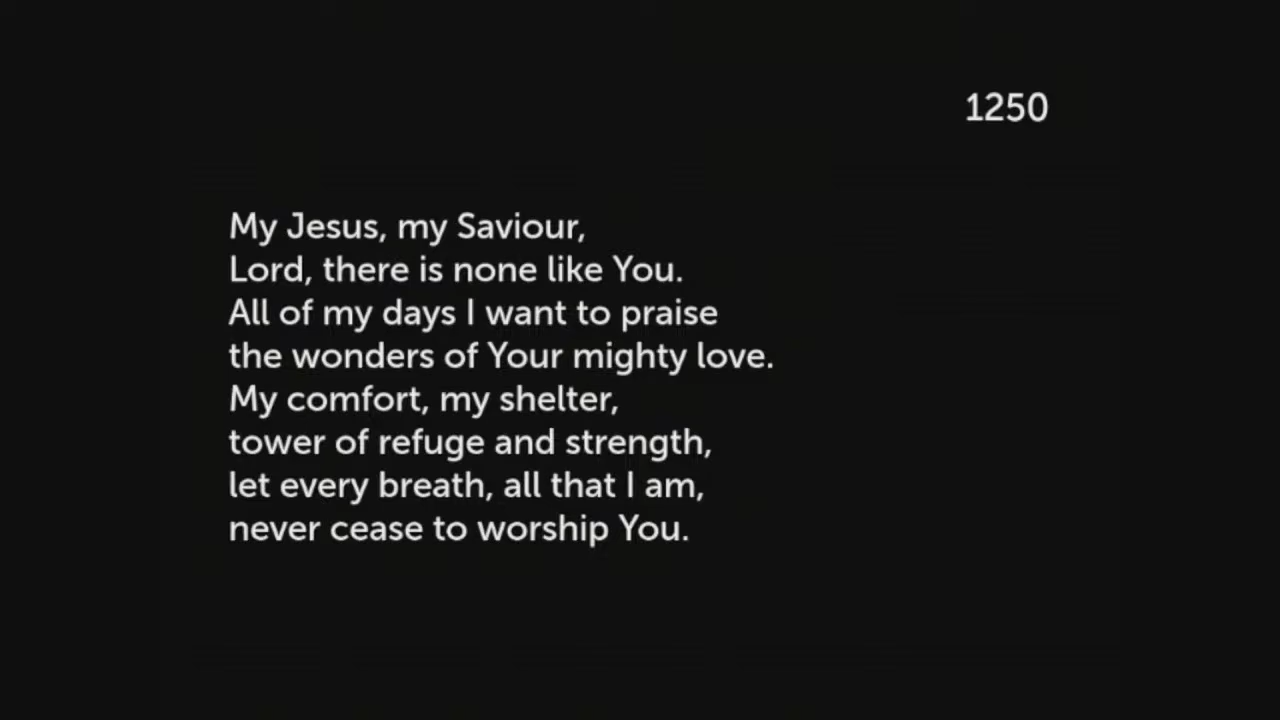 1250
My Jesus, my Saviour,
Lord, there is none like You.
All of my days I want to praise
the wonders of Your mighty love.
My comfort, my shelter,
tower of refuge and strength,
let every breath, all that I am,
never cease to worship You.